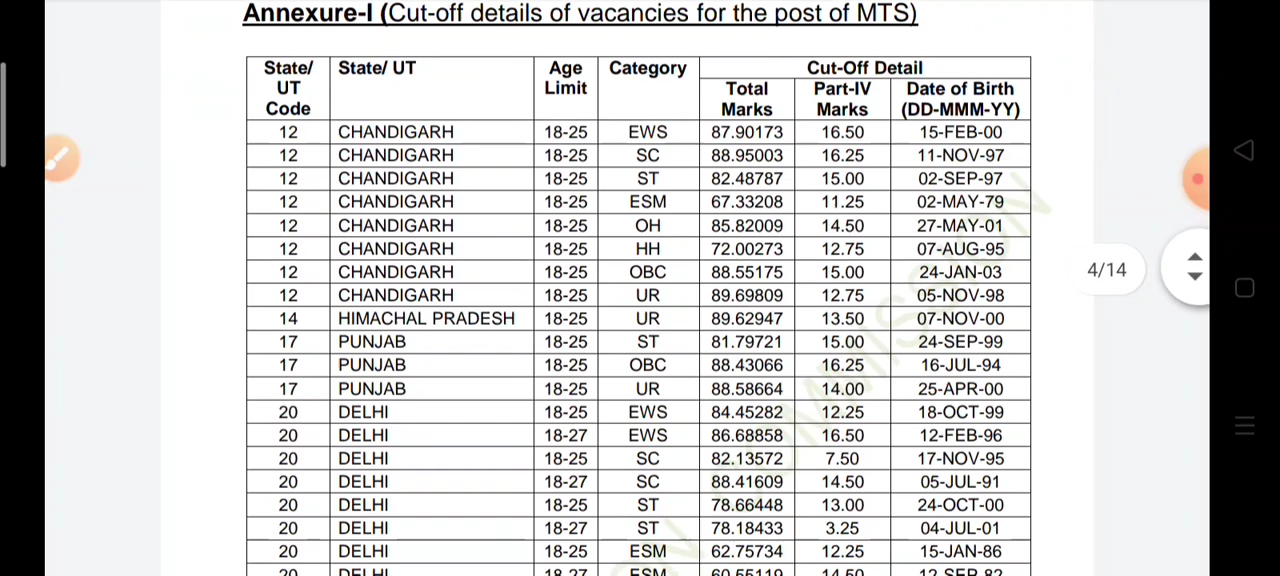 Annexure-I (Cut-off details of vacancies for the post of MTS)
State/ UT Code State/ UT Age Limit Category Cut-Off Detail
Total Marks Part-IV Marks Date of Birth (DD-MMM-YY)
12 CHANDIGARH 18-25 EWS 87.90173 16.50 15-FEB-00
12 CHANDIGARH 18-25 SC 88.95003 16.25 11-NOV-97
12 CHANDIGARH 18-25 ST 82.48787 15.00 02-SEP-97
12 CHANDIGARH 18-25 ESM 67.33208 11.25 02-MAY-79
12 CHANDIGARH 18-25 OH 85.82009 14.50 27-MAY-01
12 CHANDIGARH 18-25 HH 72.00273 12.75 07-AUG-95
12 CHANDIGARH 18-25 OBC 88.55175 15.00 24-JAN-03
12 CHANDIGARH 18-25 UR 89.69809 12.75 05-NOV-98
14 HIMACHAL PRADESH 18-25 UR 89.62947 13.50 07-NOV-00
17 PUNJAB 18-25 ST 81.79721 15.00 24-SEP-99
17 PUNJAB 18-25 OBC 88.43066 16.25 16-JUL-94
17 PUNJAB 18-25 UR 88.58664 14.00 25-APR-00
20 DELHI 18-25 EWS 84.45282 12.25 18-OCT-99
20 DELHI 18-27 EWS 86.68858 16.50 12-FEB-96
20 DELHI 18-25 SC 82.13572 7.50 17-NOV-95
20 DELHI 18-27 SC 88.41609 14.50 05-JUL-91
20 DELHI 18-25 ST 78.66448 13.00 24-OCT-00
20 DELHI 18-27 ST 78.18433 3.25 04-JUL-01
20 DELHI 18-25 ESM 62.75734 12.25 15-JAN-86
20 DELHI 18-27 ESM 60.55119 14.50 12-SEP-82
4/14
COMMISSION